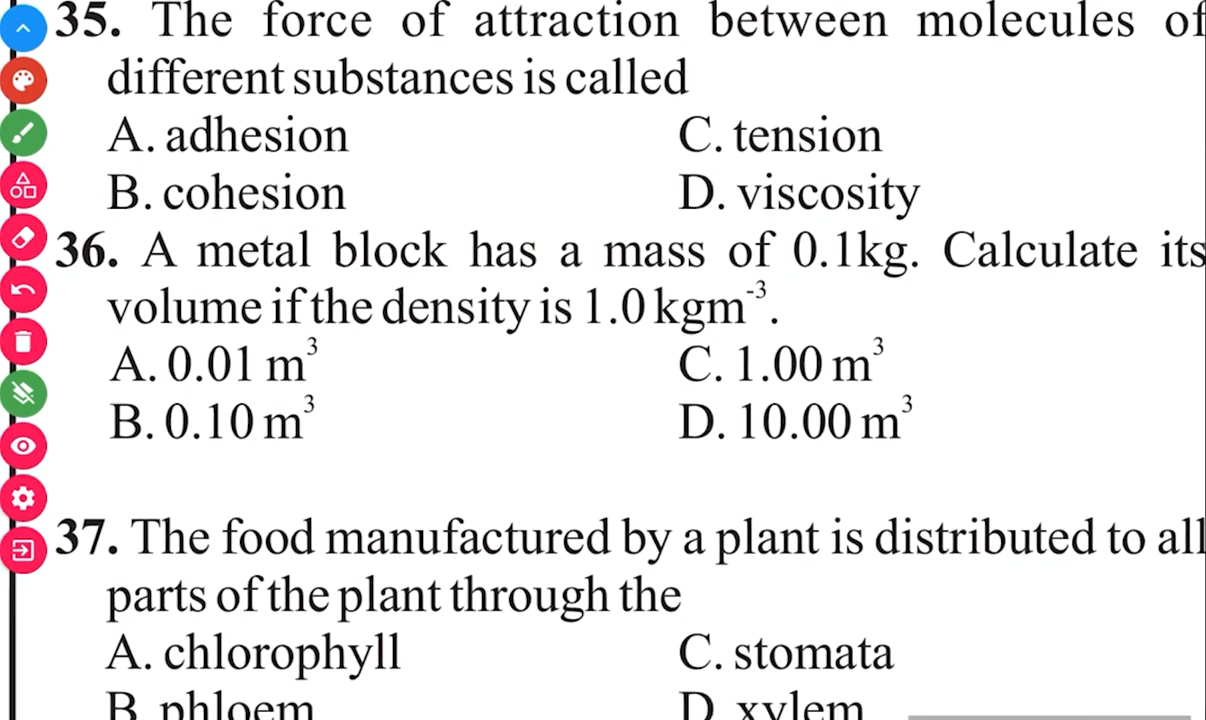 35. The force of attraction between molecules of
different substances is called
A. adhesion C. tension
B. cohesion D. viscosity
36. A metal block has a mass of 0.1kg. Calculate its
volume if the density is 1.0 kgm⁻³.
A. 0.01 m³ C. 1.00 m³
B. 0.10 m³ D. 10.00 m³
37. The food manufactured by a plant is distributed to all
parts of the plant through the
A. chlorophyll C. stomata
B. phloem D. xylem